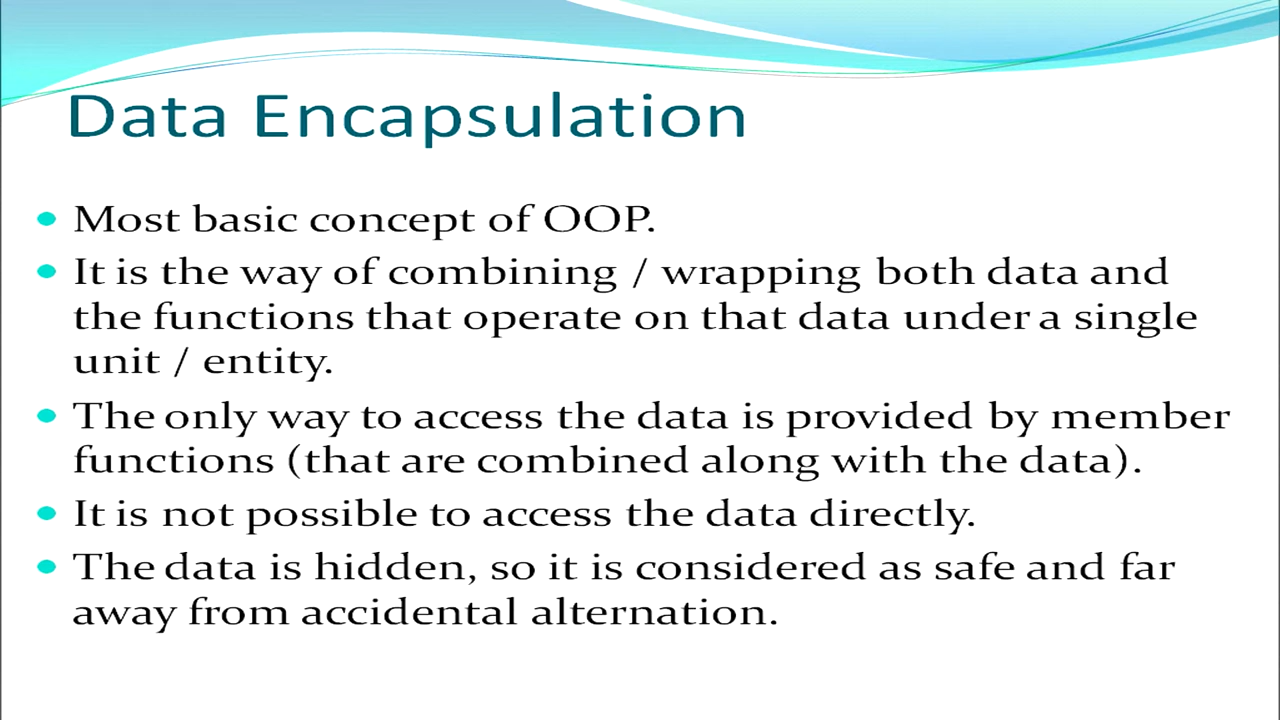 Data Encapsulation
Most basic concept of OOP.
It is the way of combining / wrapping both data and
the functions that operate on that data under a single
unit / entity.
The only way to access the data is provided by member
functions (that are combined along with the data).
It is not possible to access the data directly.
The data is hidden, so it is considered as safe and far
away from accidental alternation.